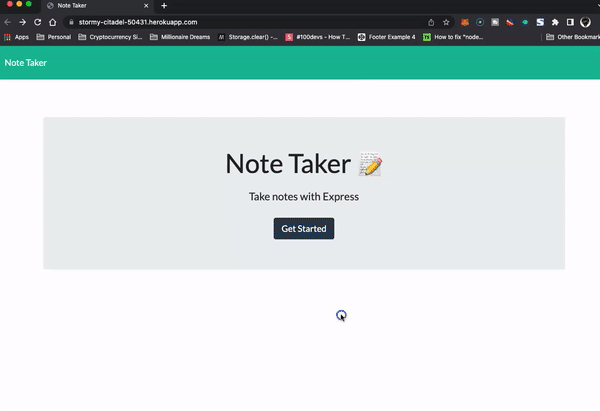 Note Taker
stormy-citadel-50431.herokuapp.com
Apps Personal Cryptocurrency Si... Millionaire Dreams Storage.clear() -... #100devs - How T... Footer Example 4 How to fix "node... Other Bookmark
Note Taker
Note Taker
Take notes with Express
Get Started